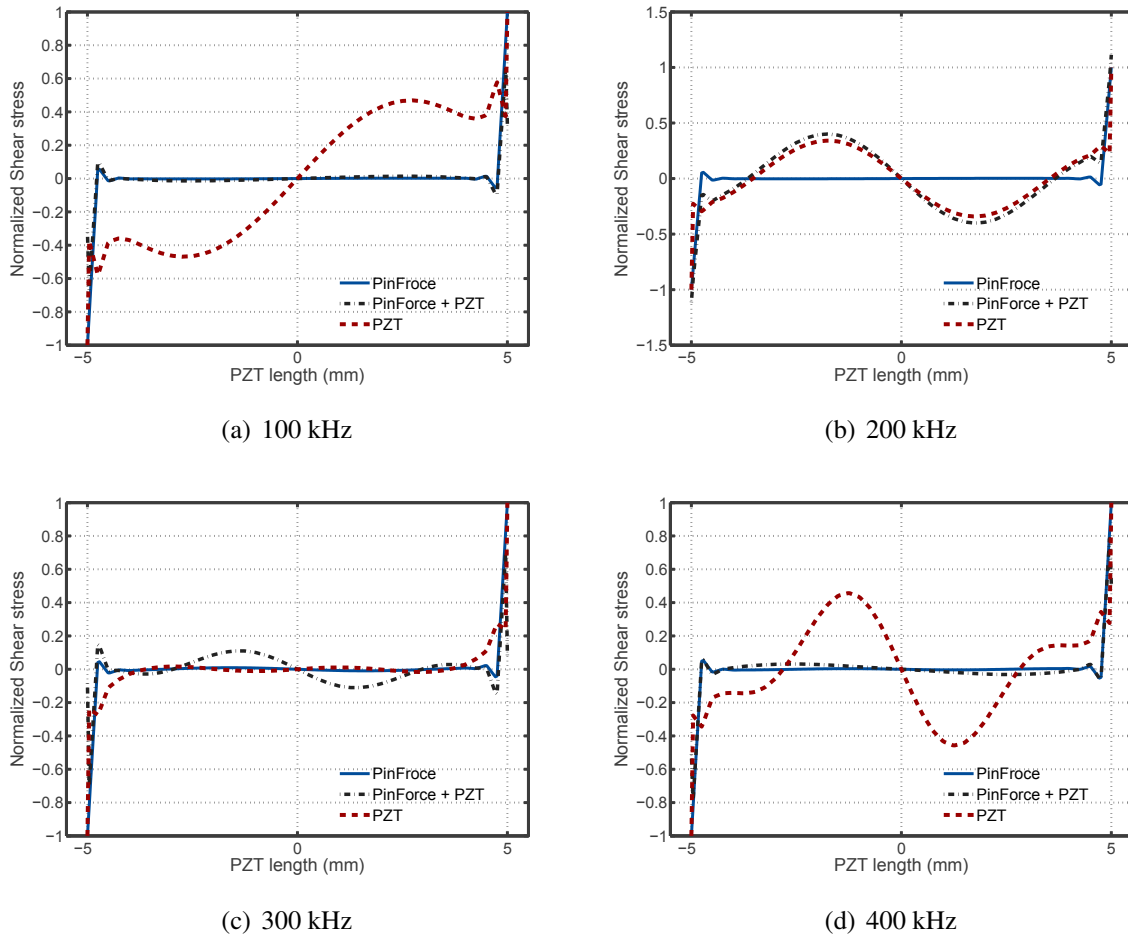 1
0.8
0.6
0.4
0.2
0
−0.2
−0.4
−0.6
−0.8
−1
Normalized Shear stress
PinFroce
PinForce + PZT
PZT
−5 0 5
PZT length (mm)
(a) 100 kHz
1.5
1
0.5
0
−0.5
−1
−1.5
Normalized Shear stress
PinFroce
PinForce + PZT
PZT
−5 0 5
PZT length (mm)
(b) 200 kHz
1
0.8
0.6
0.4
0.2
0
−0.2
−0.4
−0.6
−0.8
−1
Normalized Shear stress
PinFroce
PinForce + PZT
PZT
−5 0 5
PZT length (mm)
(c) 300 kHz
1
0.8
0.6
0.4
0.2
0
−0.2
−0.4
−0.6
−0.8
−1
Normalized Shear stress
PinFroce
PinForce + PZT
PZT
−5 0 5
PZT length (mm)
(d) 400 kHz